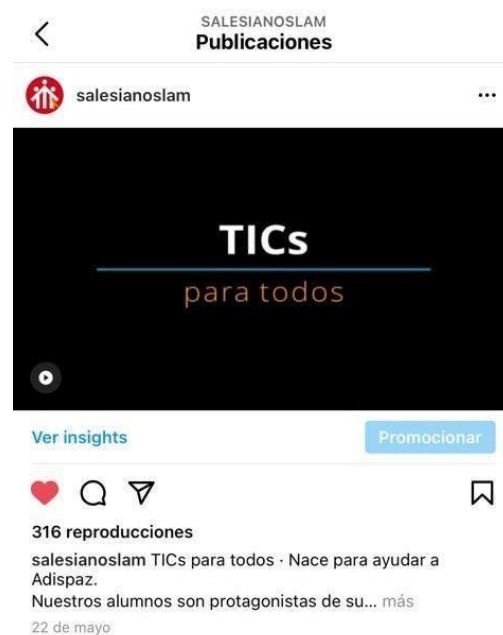 SALESIANOSLAM
Publicaciones
salesianoslam
TICs
para todos
Ver insights
Promocionar
316 reproducciones
salesianoslam TICs para todos · Nace para ayudar a
Adispaz.
Nuestros alumnos son protagonistas de su... más
22 de mayo